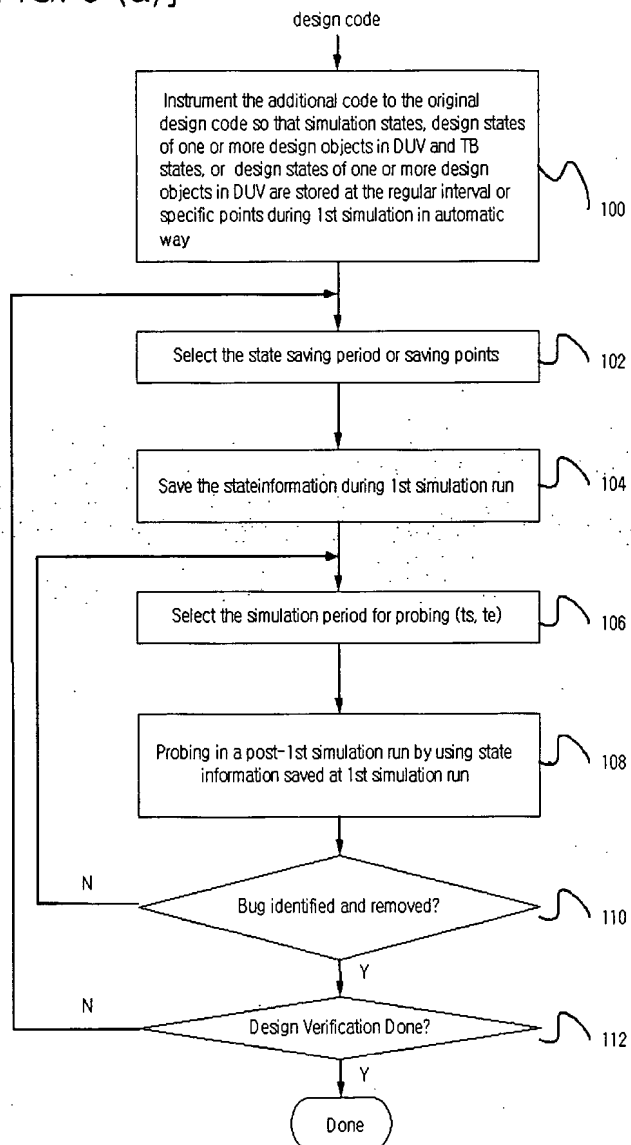 design code
Instrument the additional code to the original
design code so that simulation states, design states
of one or more design objects in DUV and TB
states, or design states of one or more design
objects in DUV are stored at the regular interval or
specific points during 1st simulation in automatic
way
100
Select the state saving period or saving points
102
Save the stateinformation during 1st simulation run
104
Select the simulation period for probing (ts, te)
106
Probing in a post-1st simulation run by using state
information saved at 1st simulation run
108
N
Bug identified and removed?
110
Y
N
Design Verification Done?
112
Y
Done